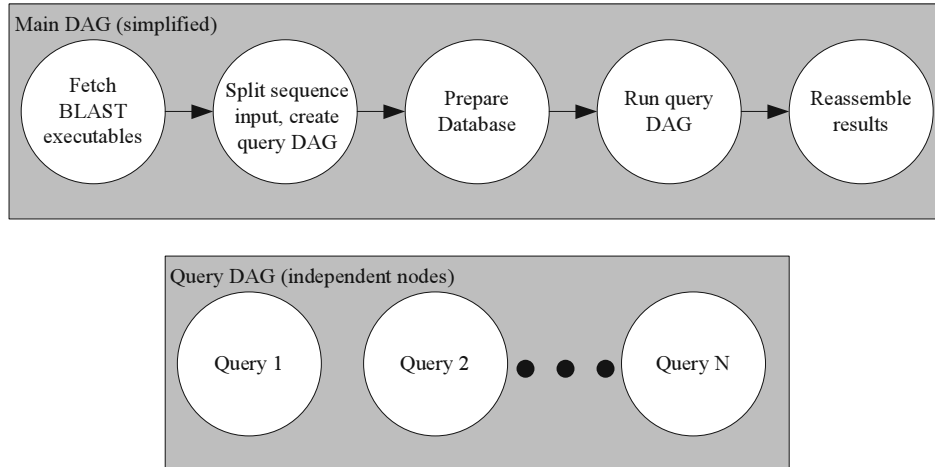 Main DAG (simplified)
Fetch
BLAST
executables
Split sequence
input, create
query DAG
Prepare
Database
Run query
DAG
Reassemble
results
Query DAG (independent nodes)
Query 1
Query 2
Query N